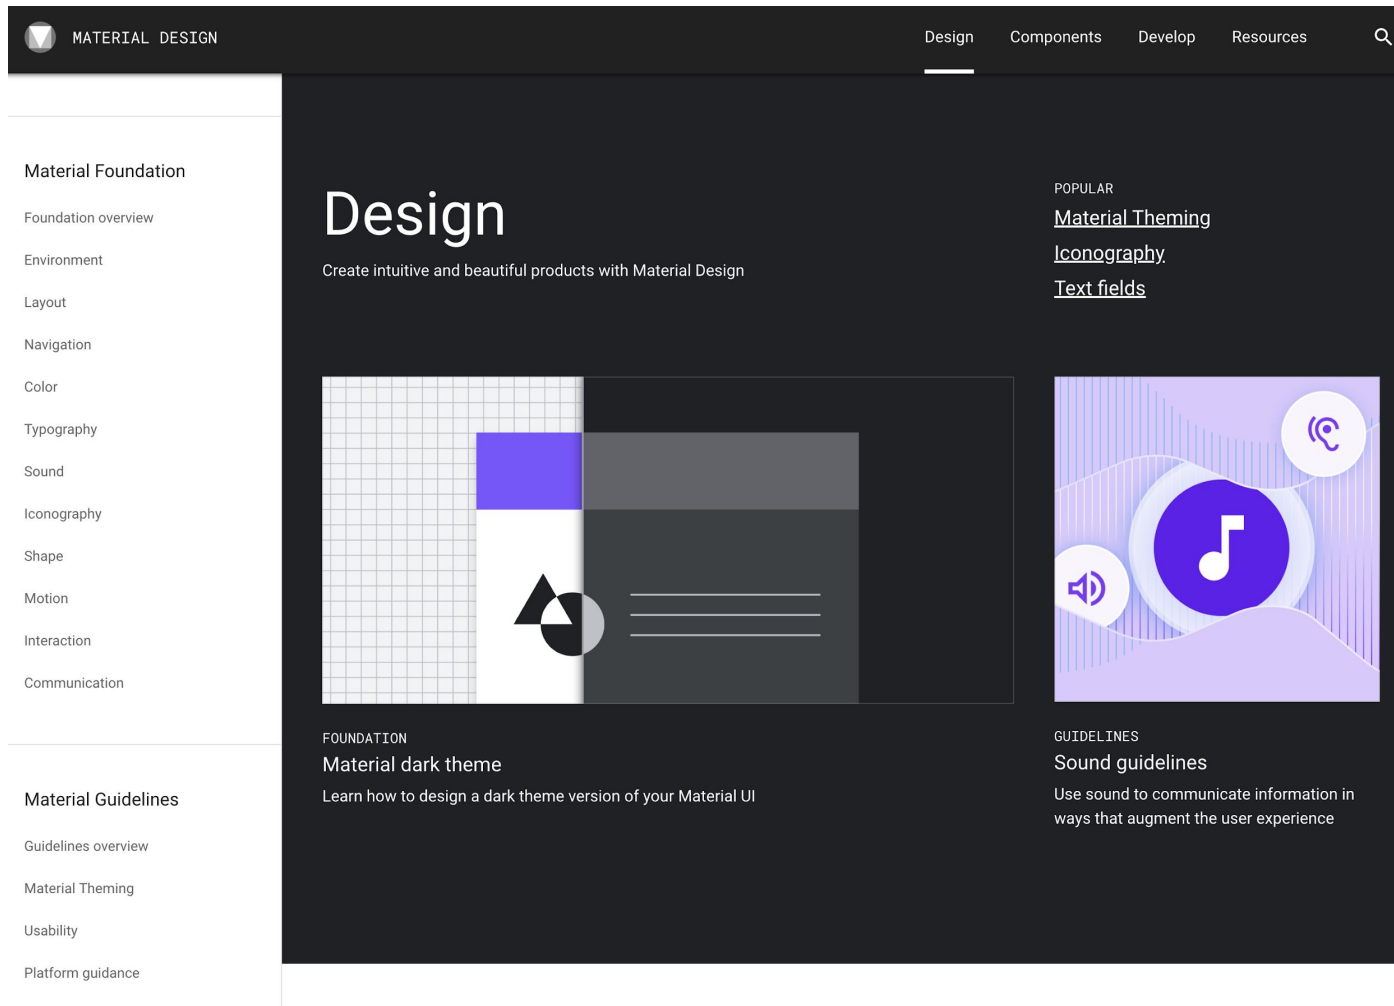 MATERIAL DESIGN
Design
Components
Develop
Resources
Material Foundation
Foundation overview
Environment
Layout
Navigation
Color
Typography
Sound
Iconography
Shape
Motion
Interaction
Communication
Material Guidelines
Guidelines overview
Material Theming
Usability
Platform guidance
Design
Create intuitive and beautiful products with Material Design
POPULAR
Material Theming
Iconography
Text fields
FOUNDATION
Material dark theme
Learn how to design a dark theme version of your Material UI
GUIDELINES
Sound guidelines
Use sound to communicate information in
ways that augment the user experience